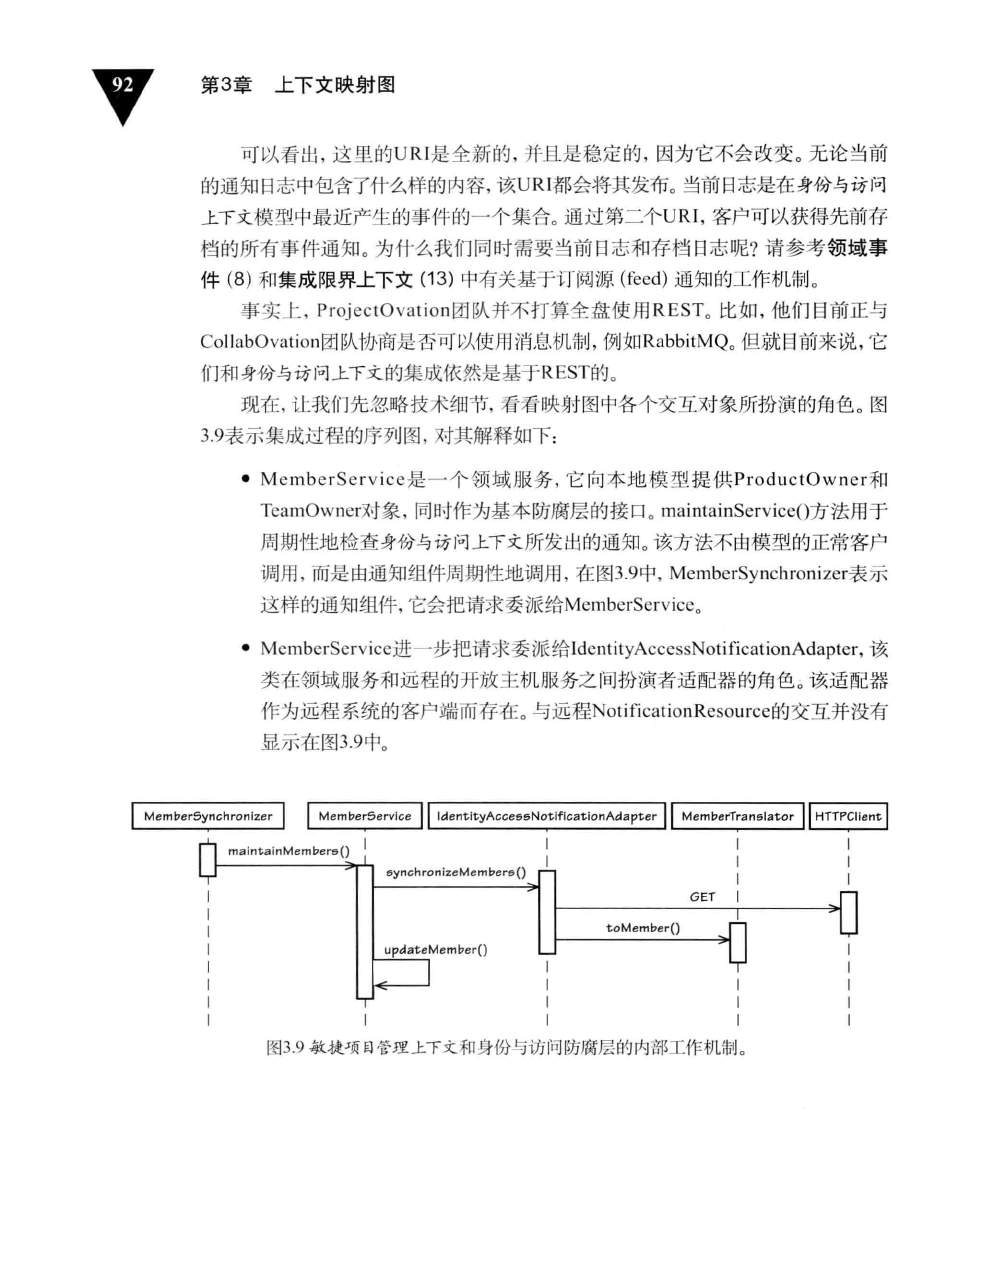 92
第3章 上下文映射图
可以看出，这里的URI是全新的，并且是稳定的，因为它不会改变。无论当前
的通知日志中包含了什么样的内容，该URI都会将其发布。当前日志是在身份与访问
上下文模型中最近产生的事件的一个集合。通过第二个URI，客户可以获得先前存
档的所有事件通知。为什么我们同时需要当前日志和存档日志呢？请参考领域事
件 (8) 和集成限界上下文 (13) 中有关基于订阅源 (feed) 通知的工作机制。
事实上，ProjectOvation团队并不打算全盘使用REST。比如，他们目前正与
CollabOvation团队协商是否可以使用消息机制，例如RabbitMQ。但就目前来说，它
们和身份与访问上下文的集成依然是基于REST的。
现在，让我们先忽略技术细节，看看映射图中各个交互对象所扮演的角色。图
3.9表示集成过程的序列图，对其解释如下：
• MemberService是一个领域服务，它向本地模型提供ProductOwner和
TeamOwner对象，同时作为基本防腐层的接口。maintainService()方法用于
周期性地检查身份与访问上下文所发出的通知。该方法不由模型的正常客户
调用，而是由通知组件周期性地调用，在图3.9中，MemberSynchronizer表示
这样的通知组件，它会把请求委派给MemberService。
• MemberService进一步把请求委派给IdentityAccessNotificationAdapter，该
类在领域服务和远程的开放主机服务之间扮演者适配器的角色。该适配器
作为远程系统的客户端而存在。与远程NotificationResource的交互并没有
显示在图3.9中。
MemberSynchronizer MemberService IdentityAccessNotificationAdapter MemberTranslator HTTPClient
maintainMembers()
synchronizeMembers()
GET
toMember()
updateMember()
图3.9 敏捷项目管理上下文和身份与访问防腐层的内部工作机制。